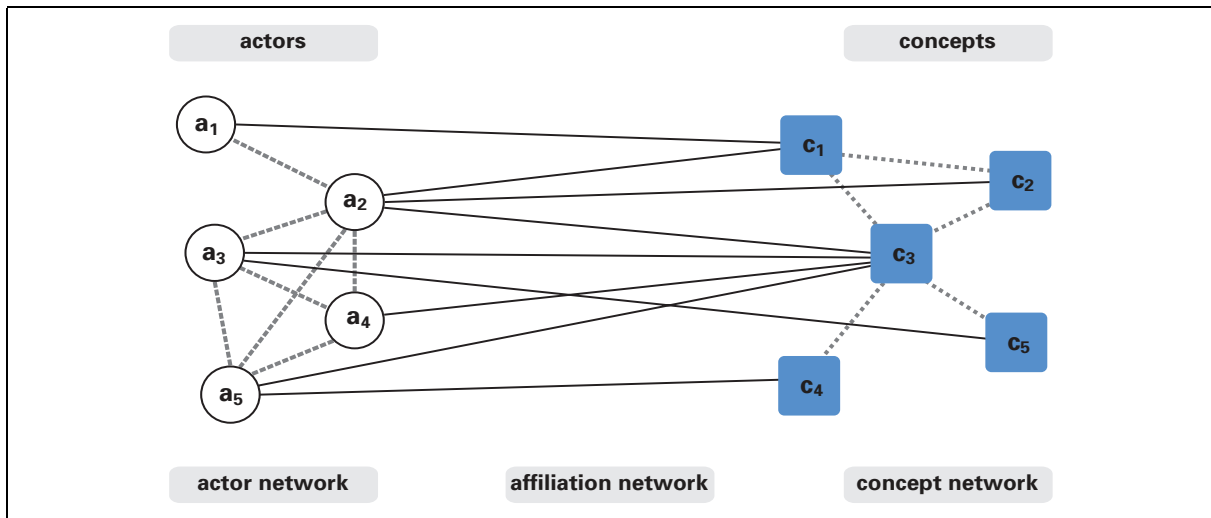 actors
concepts
a₁
c₁
c₂
a₂
a₃
c₃
a₄
c₅
c₄
a₅
actor network
affiliation network
concept network